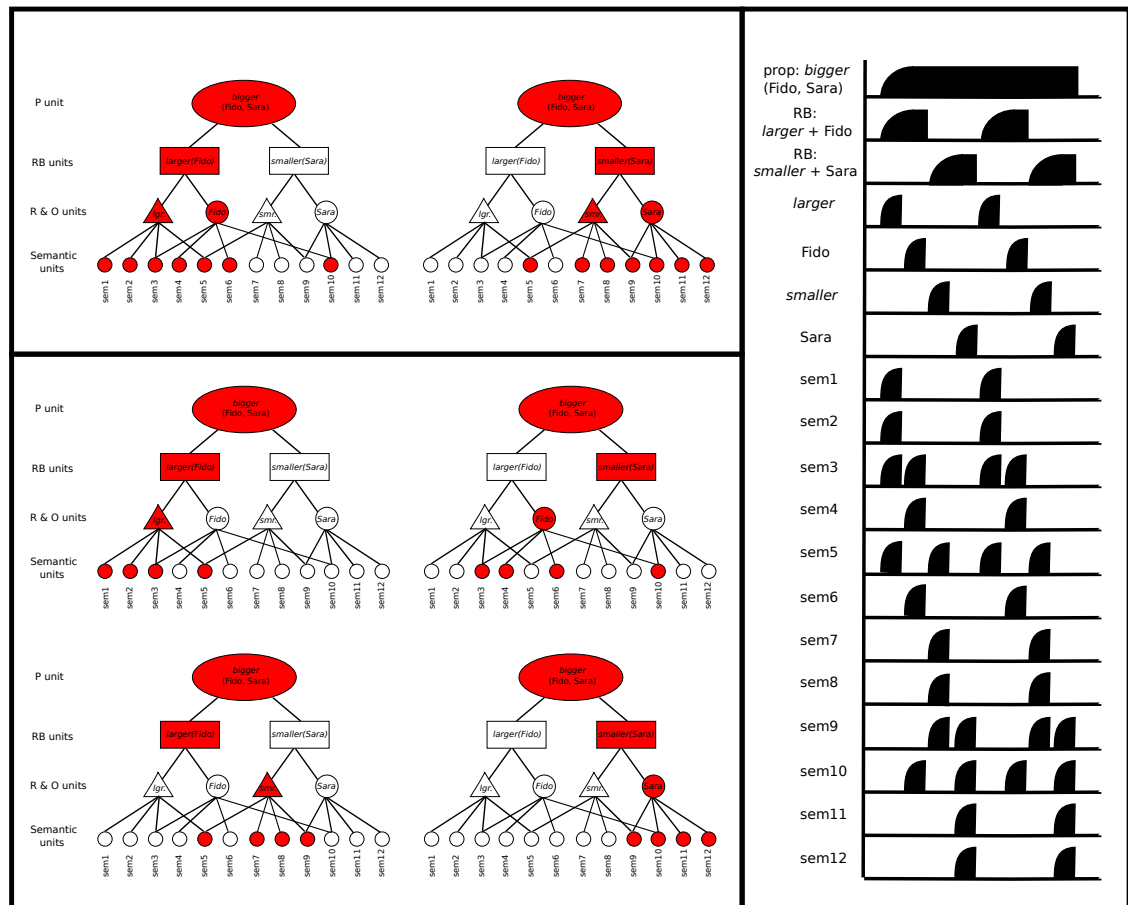 P unit
bigger
(Fido, Sara)
bigger
(Fido, Sara)
RB units
larger(Fido)
smaller(Sara)
larger(Fido)
smaller(Sara)
R & O units
lgr.
Fido
smr.
Sara
lgr.
Fido
smr.
Sara
Semantic
units
sem1
sem2
sem3
sem4
sem5
sem6
sem7
sem8
sem9
sem10
sem11
sem12
sem1
sem2
sem3
sem4
sem5
sem6
sem7
sem8
sem9
sem10
sem11
sem12
P unit
bigger
(Fido, Sara)
bigger
(Fido, Sara)
RB units
larger(Fido)
smaller(Sara)
larger(Fido)
smaller(Sara)
R & O units
lgr.
Fido
smr.
Sara
lgr.
Fido
smr.
Sara
Semantic
units
sem1
sem2
sem3
sem4
sem5
sem6
sem7
sem8
sem9
sem10
sem11
sem12
sem1
sem2
sem3
sem4
sem5
sem6
sem7
sem8
sem9
sem10
sem11
sem12
P unit
bigger
(Fido, Sara)
bigger
(Fido, Sara)
RB units
larger(Fido)
smaller(Sara)
larger(Fido)
smaller(Sara)
R & O units
lgr.
Fido
smr.
Sara
lgr.
Fido
smr.
Sara
Semantic
units
sem1
sem2
sem3
sem4
sem5
sem6
sem7
sem8
sem9
sem10
sem11
sem12
sem1
sem2
sem3
sem4
sem5
sem6
sem7
sem8
sem9
sem10
sem11
sem12
prop: bigger
(Fido, Sara)
RB:
larger + Fido
RB:
smaller + Sara
larger
Fido
smaller
Sara
sem1
sem2
sem3
sem4
sem5
sem6
sem7
sem8
sem9
sem10
sem11
sem12